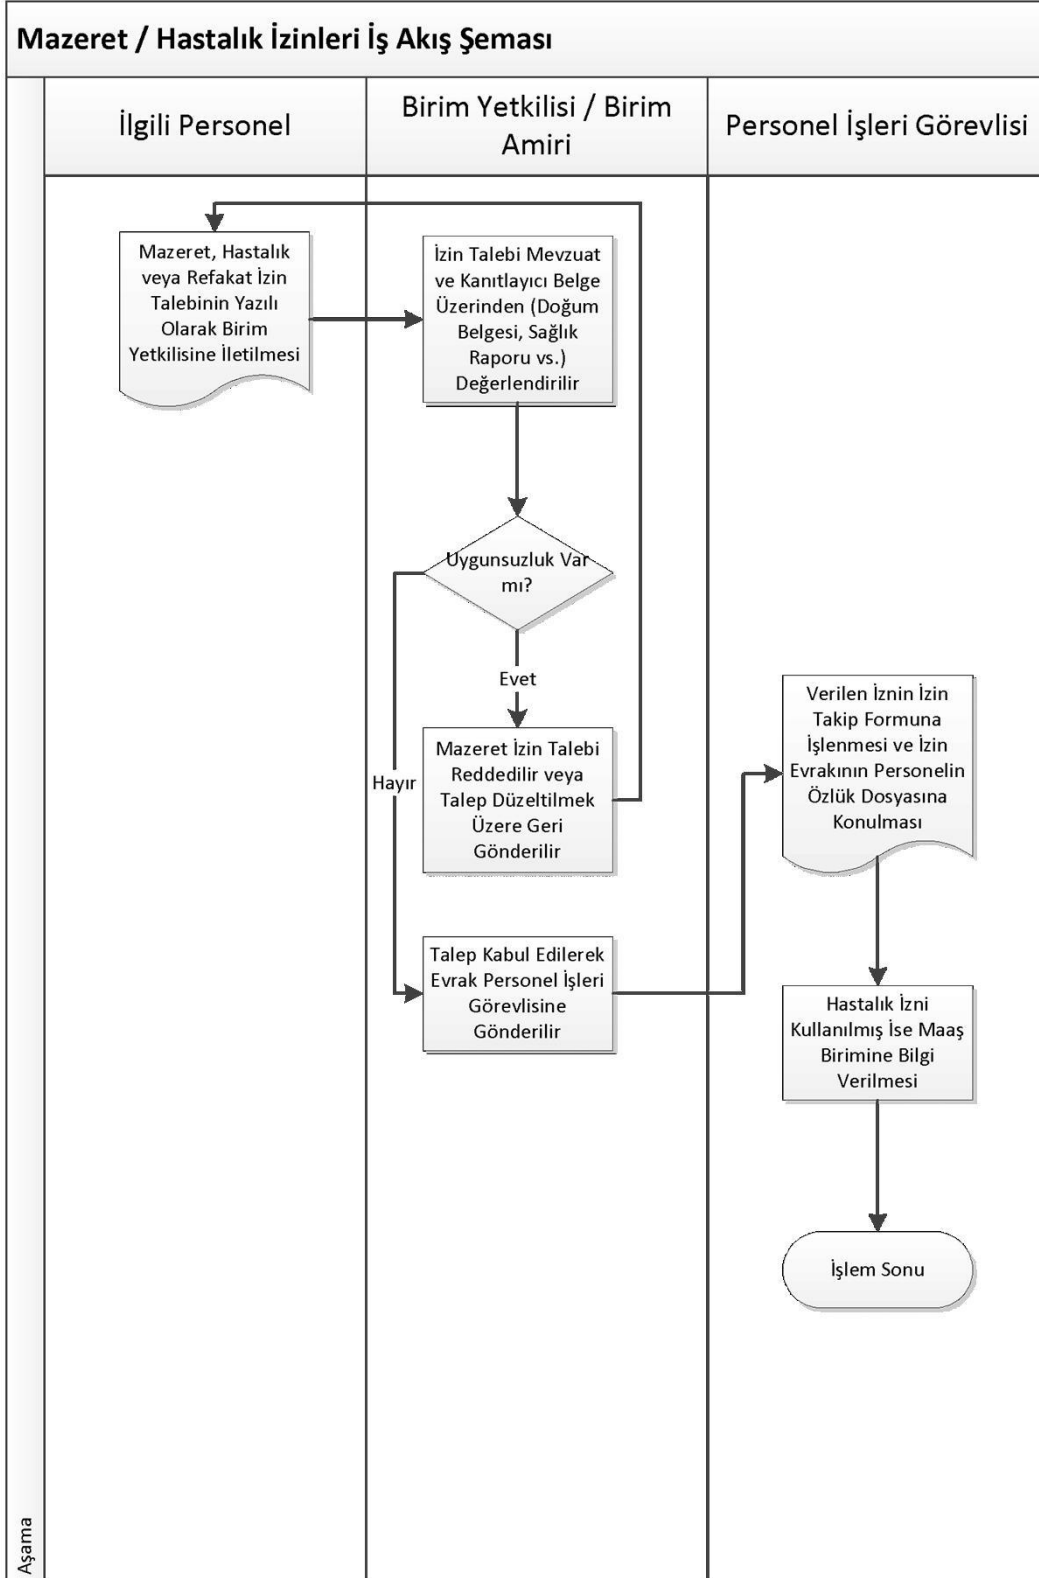 Mazeret / Hastalık İzinleri İş Akış Şeması
İlgili Personel
Birim Yetkilisi / Birim
Amiri
Personel İşleri Görevlisi
Mazeret, Hastalık
veya Refakat İzin
Talebinin Yazılı
Olarak Birim
Yetkilisine İletilmesi
İzin Talebi Mevzuat
ve Kanıtlayıcı Belge
Üzerinden (Doğum
Belgesi, Sağlık
Raporu vs.)
Değerlendirilir
Uygunsuzluk Var
mı?
Evet
Hayır
Mazeret İzin Talebi
Reddedilir veya
Talep Düzeltilmek
Üzere Geri
Gönderilir
Talep Kabul Edilerek
Evrak Personel İşleri
Görevlisine
Gönderilir
Verilen İznin İzin
Takip Formuna
İşlenmesi ve İzin
Evrakının Personelin
Özlük Dosyasına
Konulması
Hastalık İzni
Kullanılmış İse Maaş
Birimine Bilgi
Verilmesi
İşlem Sonu
Aşama